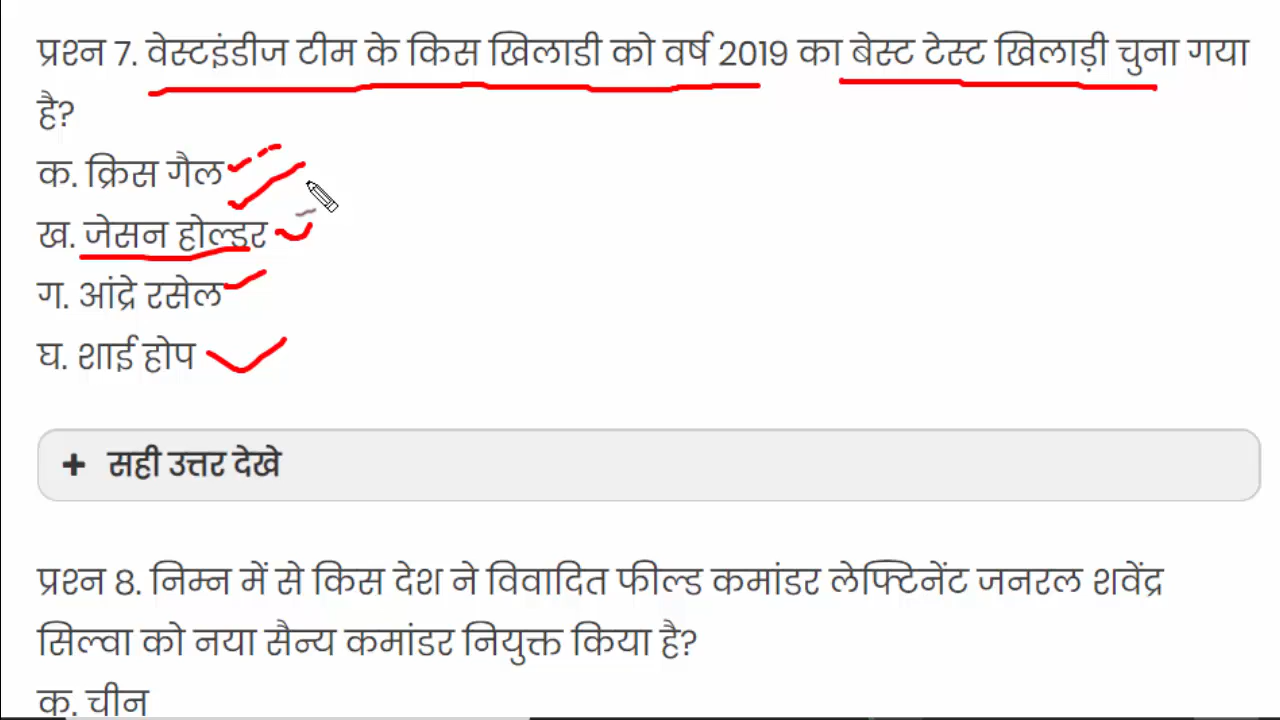 प्रश्न 7. वेस्टइंडीज टीम के किस खिलाडी को वर्ष 2019 का बेस्ट टेस्ट खिलाड़ी चुना गया
है?
क. क्रिस गैल
ख. जेसन होल्डर
ग. आंद्रे रसेल
घ. शाई होप
+ सही उत्तर देखे
प्रश्न 8. निम्न में से किस देश ने विवादित फील्ड कमांडर लेफ्टिनेंट जनरल शवेंद्र
सिल्वा को नया सैन्य कमांडर नियुक्त किया है?
क. चीन